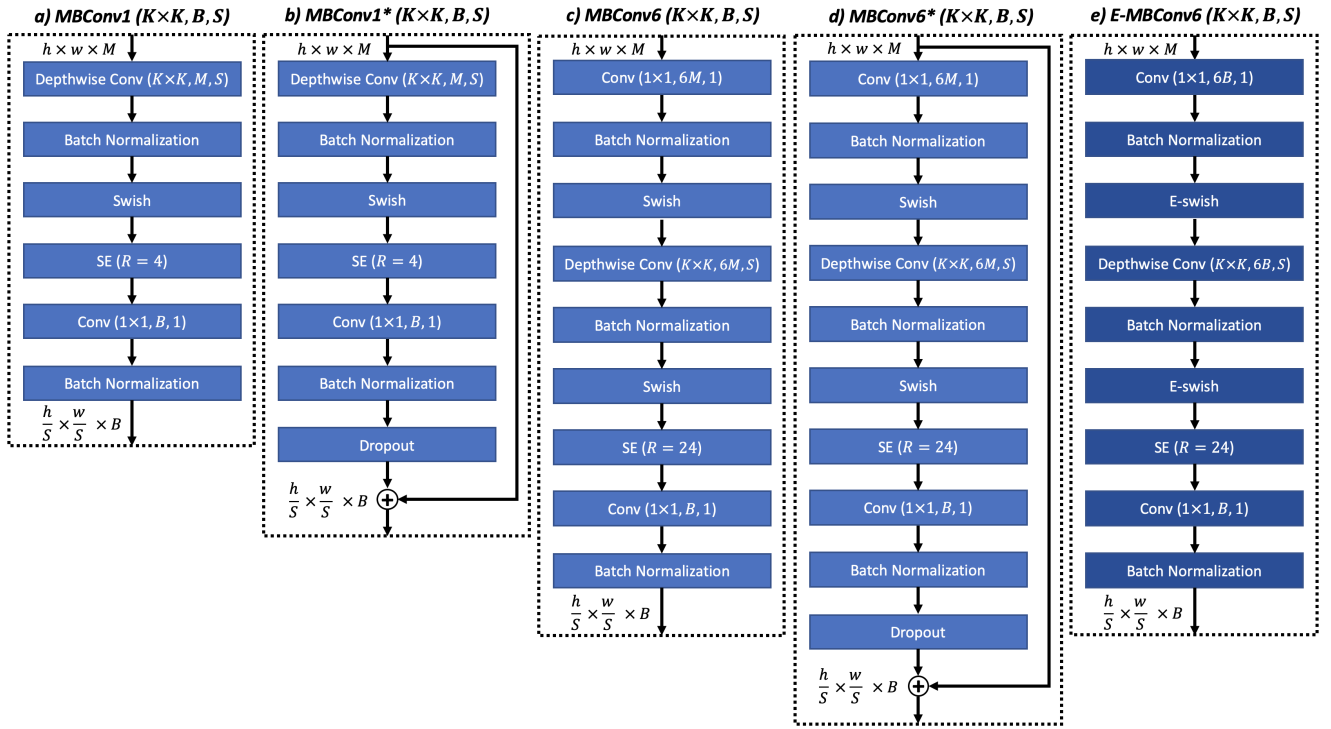 a) MBConv1 (K×K, B, S)
h × w × M
Depthwise Conv (K×K, M, S)
Batch Normalization
Swish
SE (R = 4)
Conv (1×1, B, 1)
Batch Normalization
h/S × w/S × B
b) MBConv1* (K×K, B, S)
h × w × M
Depthwise Conv (K×K, M, S)
Batch Normalization
Swish
SE (R = 4)
Conv (1×1, B, 1)
Batch Normalization
Dropout
h/S × w/S × B
+
c) MBConv6 (K×K, B, S)
h × w × M
Conv (1×1, 6M, 1)
Batch Normalization
Swish
Depthwise Conv (K×K, 6M, S)
Batch Normalization
Swish
SE (R = 24)
Conv (1×1, B, 1)
Batch Normalization
h/S × w/S × B
d) MBConv6* (K×K, B, S)
h × w × M
Conv (1×1, 6M, 1)
Batch Normalization
Swish
Depthwise Conv (K×K, 6M, S)
Batch Normalization
Swish
SE (R = 24)
Conv (1×1, B, 1)
Batch Normalization
Dropout
h/S × w/S × B
+
e) E-MBConv6 (K×K, B, S)
h × w × M
Conv (1×1, 6B, 1)
Batch Normalization
E-swish
Depthwise Conv (K×K, 6B, S)
Batch Normalization
E-swish
SE (R = 24)
Conv (1×1, B, 1)
Batch Normalization
h/S × w/S × B